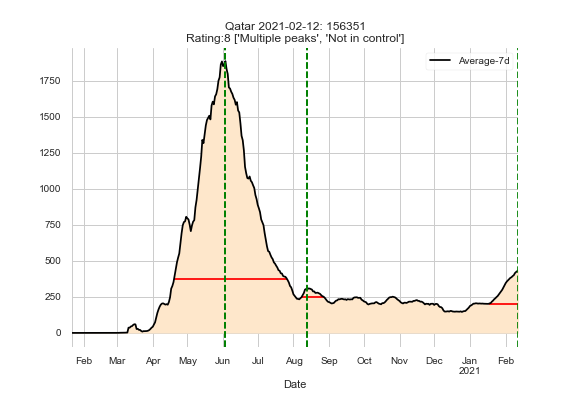 Qatar 2021-02-12: 156351
Rating:8 ['Multiple peaks', 'Not in control']
Average-7d
1750
1500
1250
1000
750
500
250
0
Feb Mar Apr May Jun Jul Aug Sep Oct Nov Dec Jan Feb
2021
Date